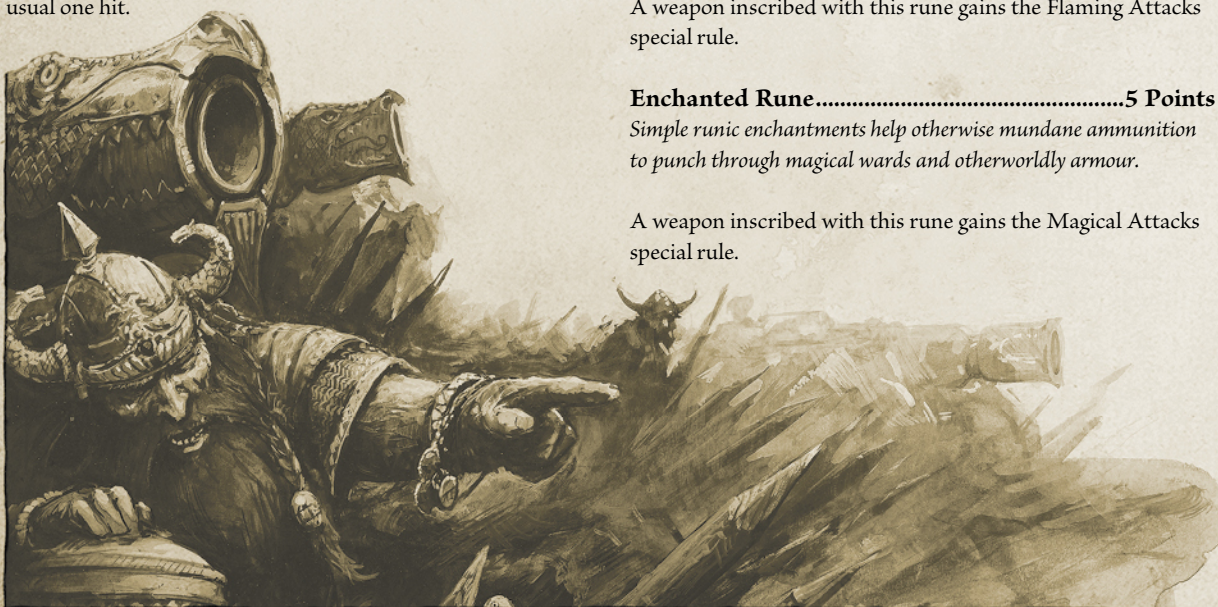 usual one hit.
A weapon inscribed with this rune gains the Flaming Attacks
special rule.
Enchanted Rune..................................................5 Points
Simple runic enchantments help otherwise mundane ammunition
to punch through magical wards and otherworldly armour.
A weapon inscribed with this rune gains the Magical Attacks
special rule.